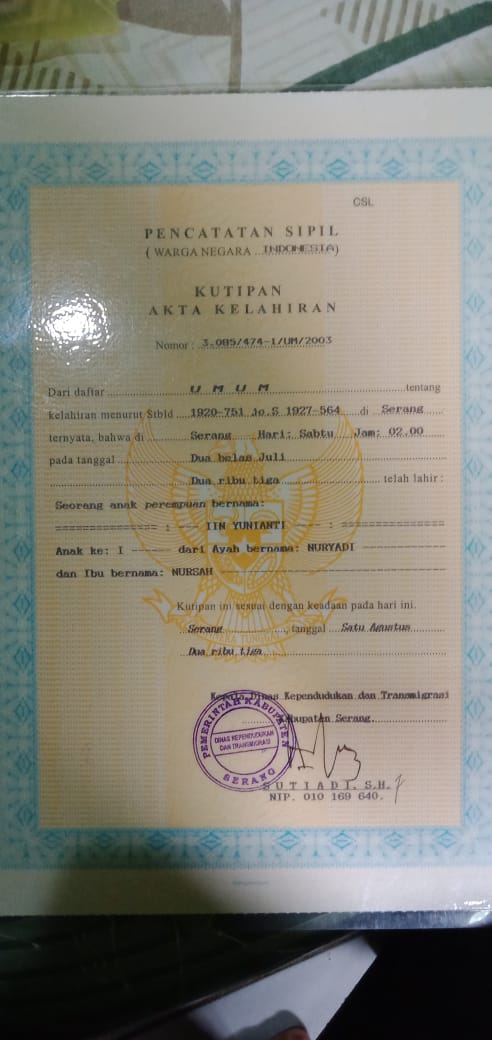 CSL
PENCATATAN SIPIL
( WARGA NEGARA ...INDONESIA)
KUTIPAN
AKTA KELAHIRAN
Nomor : 3.085/474-1/UM/2003
Dari daftar U M U M tentang
kelahiran menurut Stbld 1920-751 jo.S 1927-564 di Serang
ternyata, bahwa di Serang Hari: Sabtu Jam: 02.00
pada tanggal Dua belas Juli
Dua ribu tiga telah lahir :
Seorang anak perempuan bernama:
=============== : --- IIN YUNIANTI --- : ===============
Anak ke: I ------ dari Ayah bernama: NURYADI ------------
dan Ibu bernama: NURSAH ------------
Kutipan ini sesuai dengan keadaan pada hari ini.
Serang, tanggal Satu Agustus
Dua ribu tiga
Kepala Dinas Kependudukan dan Transmigrasi
Kabupaten Serang.
PEMERINTAH KABUPATEN
DINAS KEPENDUDUKAN
DAN TRANSMIGRASI
SERANG
S U T I A D I. S.H.
NIP. 010 169 640.